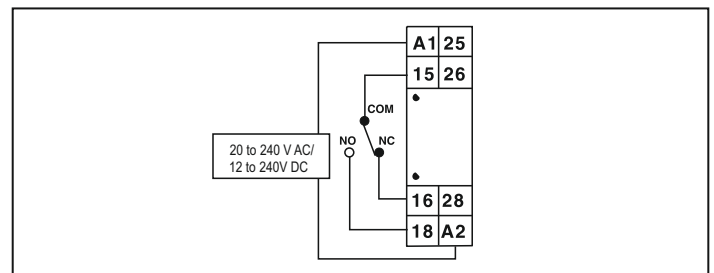 A1 25
15 26
COM
NO NC
20 to 240 V AC/
12 to 240V DC
16 28
18 A2